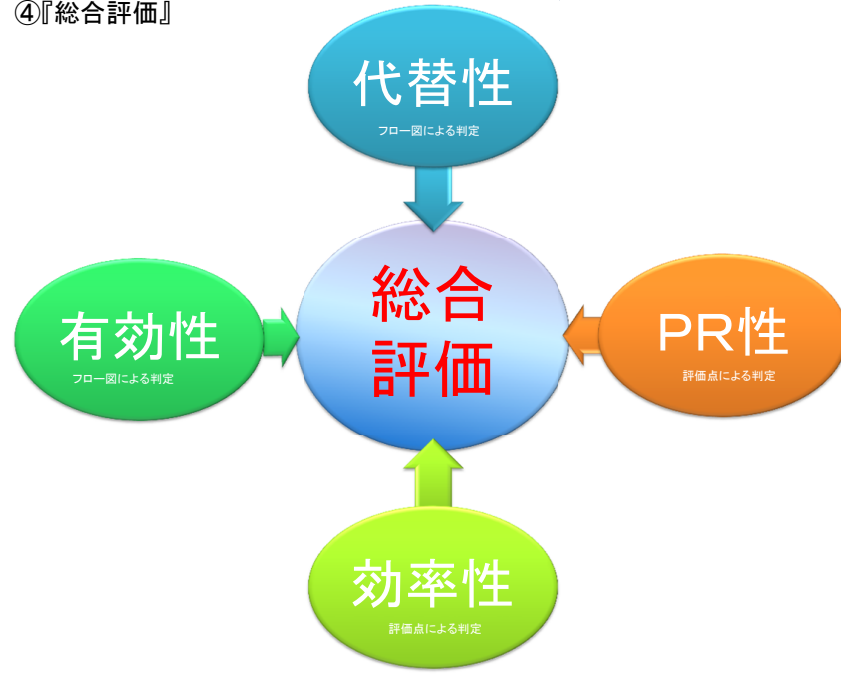 ④『総合評価』
代替性
フロー図による判定
総合
評価
有効性
フロー図による判定
PR性
評価点による判定
効率性
評価点による判定